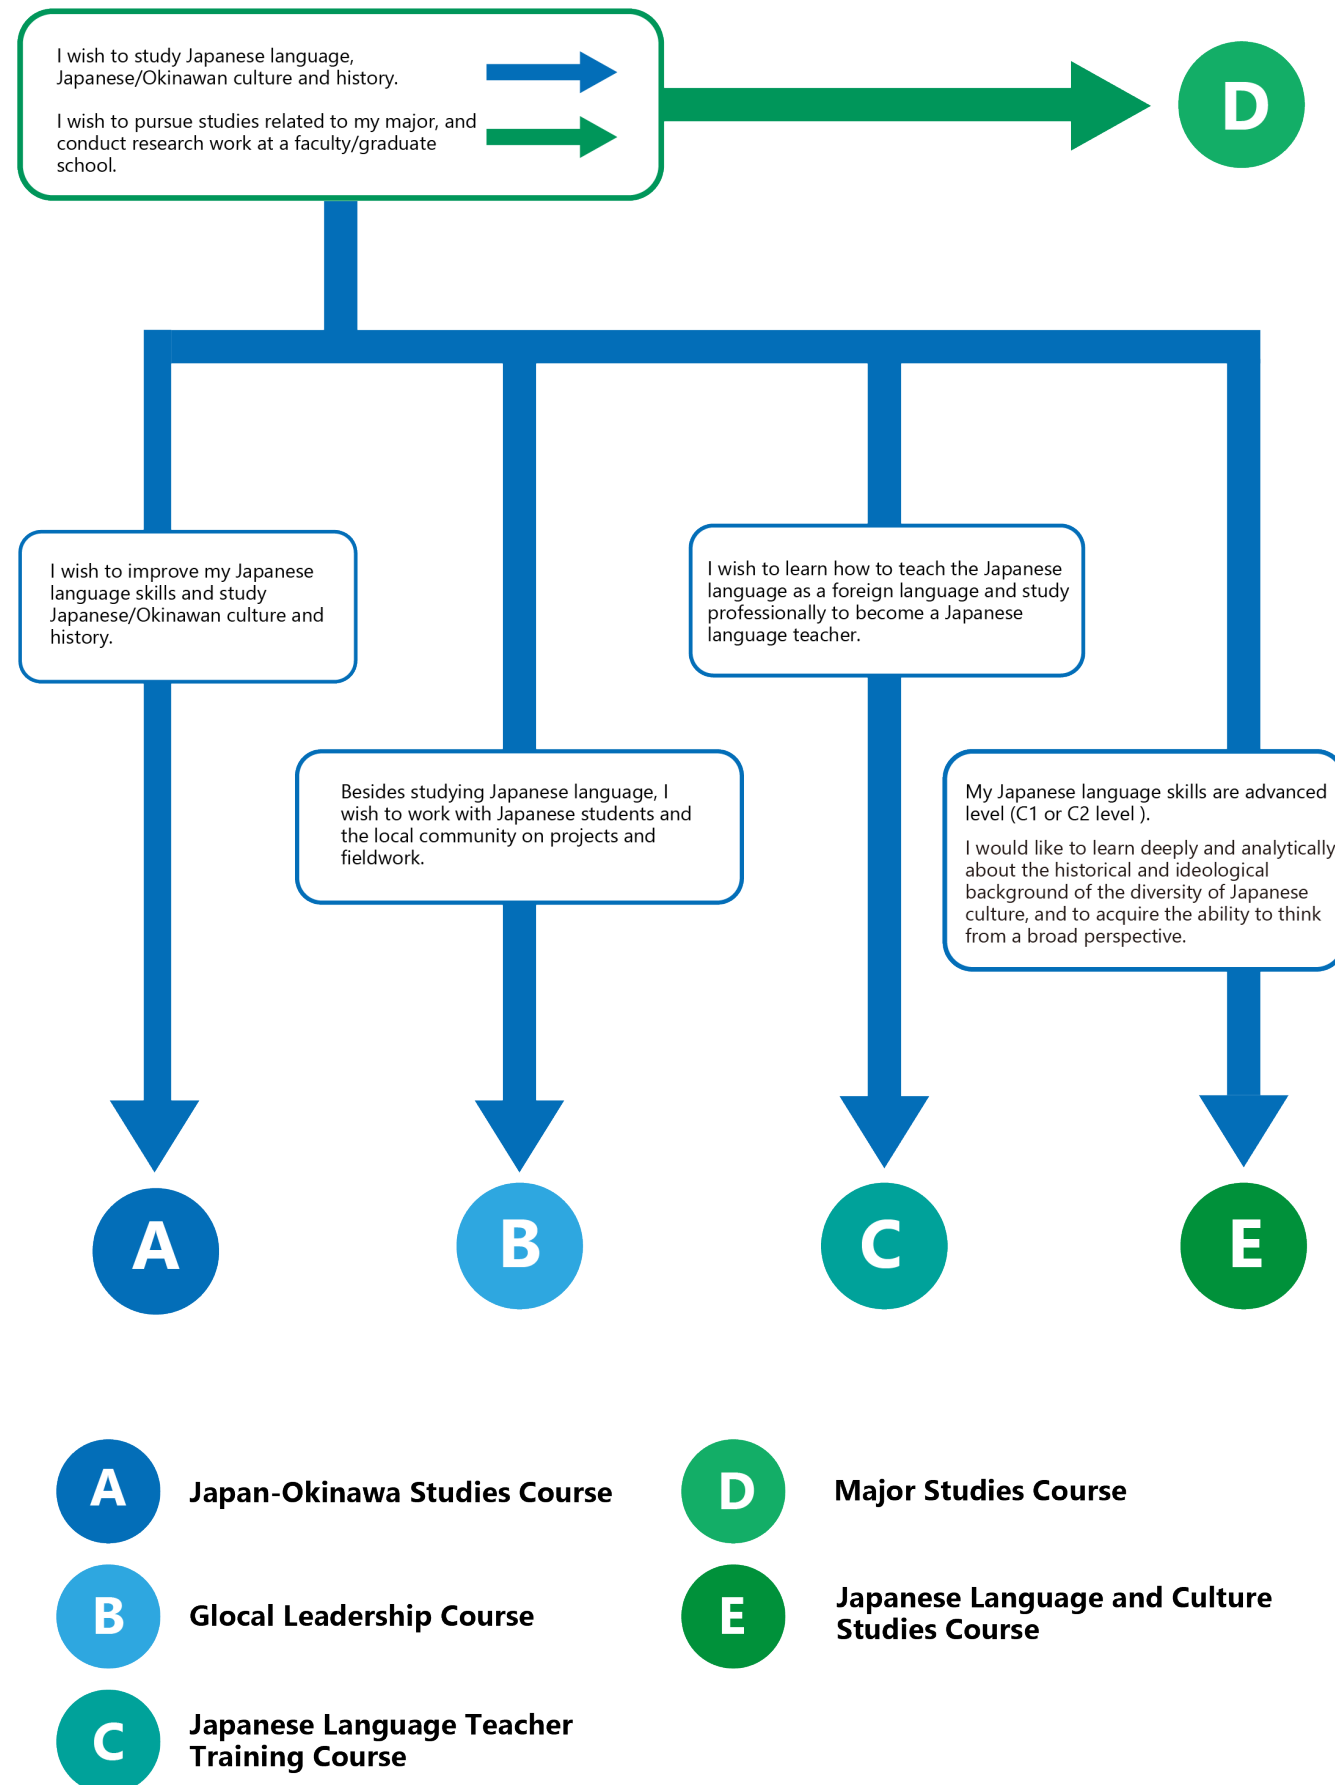 I wish to study Japanese language,
Japanese/Okinawan culture and history.
I wish to pursue studies related to my major, and
conduct research work at a faculty/graduate
school.
D
I wish to improve my Japanese
language skills and study
Japanese/Okinawan culture and
history.
I wish to learn how to teach the Japanese
language as a foreign language and study
professionally to become a Japanese
language teacher.
Besides studying Japanese language, I
wish to work with Japanese students and
the local community on projects and
fieldwork.
My Japanese language skills are advanced
level (C1 or C2 level ).
I would like to learn deeply and analytically
about the historical and ideological
background of the diversity of Japanese
culture, and to acquire the ability to think
from a broad perspective.
A
B
C
E
A
Japan-Okinawa Studies Course
B
Glocal Leadership Course
C
Japanese Language Teacher
Training Course
D
Major Studies Course
E
Japanese Language and Culture
Studies Course